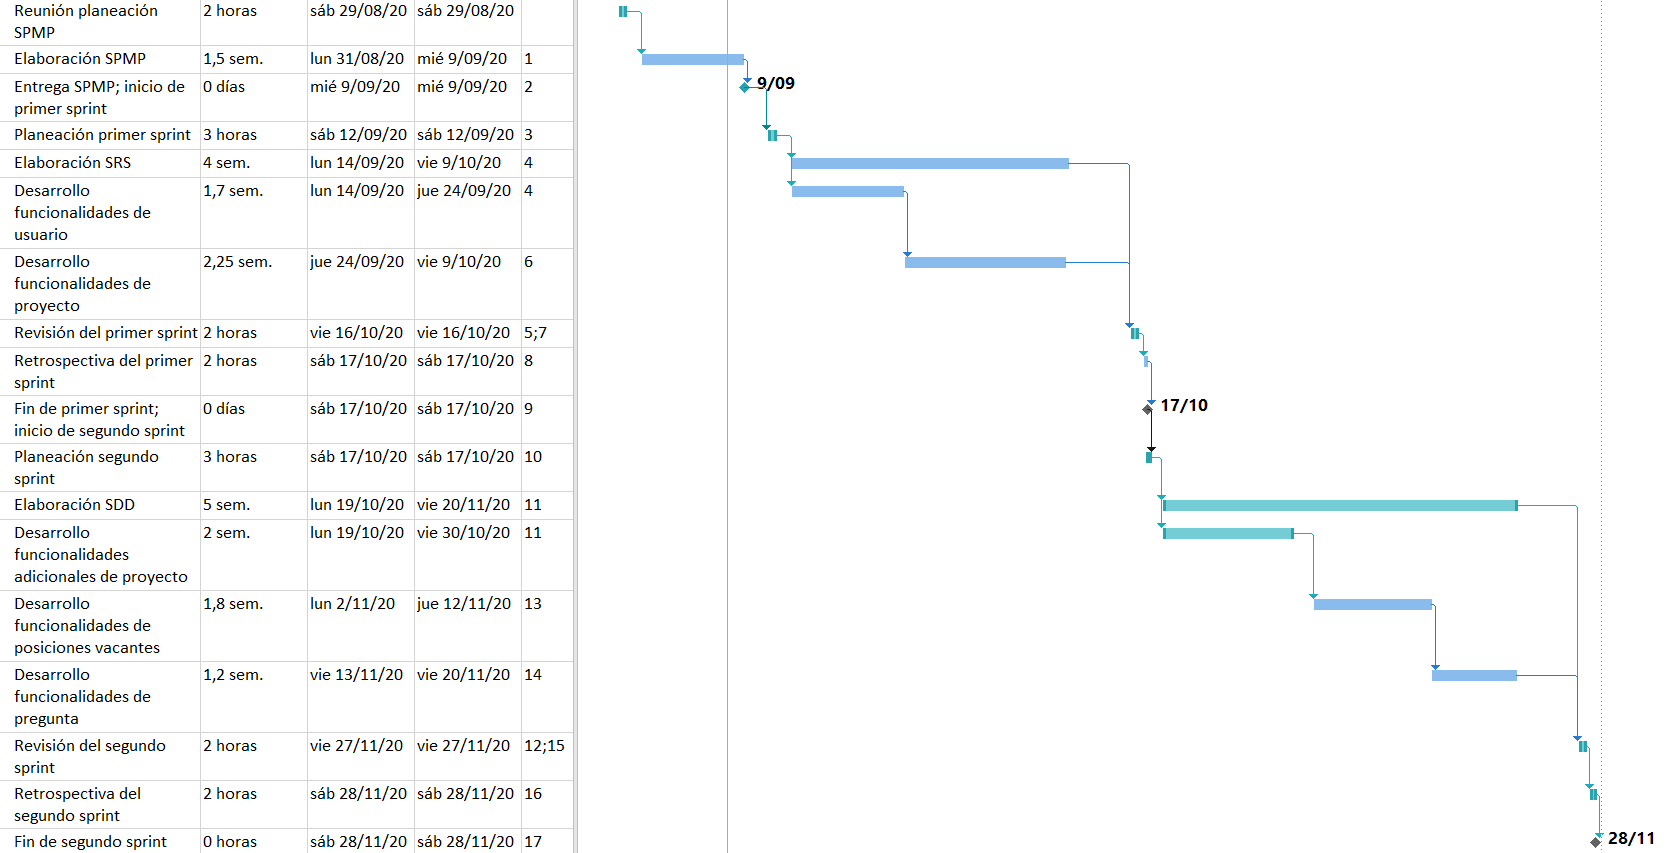 Reunión planeación 2 horas sáb 29/08/20 sáb 29/08/20
SPMP
Elaboración SPMP 1,5 sem. lun 31/08/20 mié 9/09/20 1
Entrega SPMP; inicio de 0 días mié 9/09/20 mié 9/09/20 2 9/09
primer sprint
Planeación primer sprint 3 horas sáb 12/09/20 sáb 12/09/20 3
Elaboración SRS 4 sem. lun 14/09/20 vie 9/10/20 4
Desarrollo 1,7 sem. lun 14/09/20 jue 24/09/20 4
funcionalidades de
usuario
Desarrollo 2,25 sem. jue 24/09/20 vie 9/10/20 6
funcionalidades de
proyecto
Revisión del primer sprint 2 horas vie 16/10/20 vie 16/10/20 5;7
Retrospectiva del primer 2 horas sáb 17/10/20 sáb 17/10/20 8
sprint
Fin de primer sprint; 0 días sáb 17/10/20 sáb 17/10/20 9 17/10
inicio de segundo sprint
Planeación segundo 3 horas sáb 17/10/20 sáb 17/10/20 10
sprint
Elaboración SDD 5 sem. lun 19/10/20 vie 20/11/20 11
Desarrollo 2 sem. lun 19/10/20 vie 30/10/20 11
funcionalidades
adicionales de proyecto
Desarrollo 1,8 sem. lun 2/11/20 jue 12/11/20 13
funcionalidades de
posiciones vacantes
Desarrollo 1,2 sem. vie 13/11/20 vie 20/11/20 14
funcionalidades de
pregunta
Revisión del segundo 2 horas vie 27/11/20 vie 27/11/20 12;15
sprint
Retrospectiva del 2 horas sáb 28/11/20 sáb 28/11/20 16
segundo sprint
Fin de segundo sprint 0 horas sáb 28/11/20 sáb 28/11/20 17 28/11